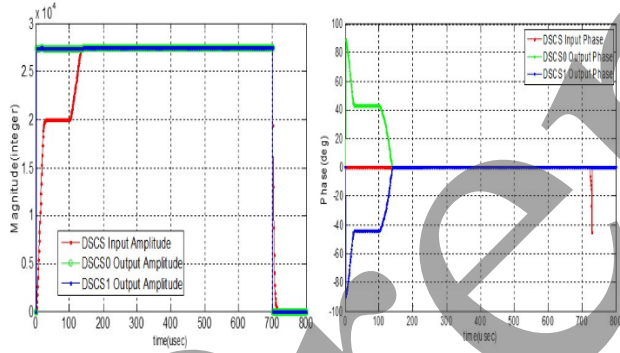 x 10⁴
3
2.5
2
1.5
1
0.5
0
Magnitude(integer)
DSCS Input Amplitude
DSCS0 Output Amplitude
DSCS1 Output Amplitude
0 100 200 300 400 500 600 700 800
time(usec)
100
80
60
40
20
0
-20
-40
-60
-80
-100
Phase(deg)
DSCS Input Phase
DSCS0 Output Phase
DSCS1 Output Phase
0 100 200 300 400 500 600 700 800
time(usec)